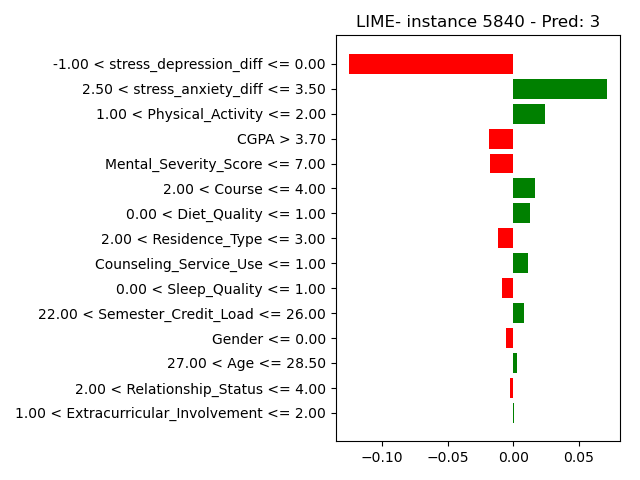 LIME- instance 5840 - Pred: 3
-1.00 < stress_depression_diff <= 0.00
2.50 < stress_anxiety_diff <= 3.50
1.00 < Physical_Activity <= 2.00
CGPA > 3.70
Mental_Severity_Score <= 7.00
2.00 < Course <= 4.00
0.00 < Diet_Quality <= 1.00
2.00 < Residence_Type <= 3.00
Counseling_Service_Use <= 1.00
0.00 < Sleep_Quality <= 1.00
22.00 < Semester_Credit_Load <= 26.00
Gender <= 0.00
27.00 < Age <= 28.50
2.00 < Relationship_Status <= 4.00
1.00 < Extracurricular_Involvement <= 2.00
−0.10 −0.05 0.00 0.05